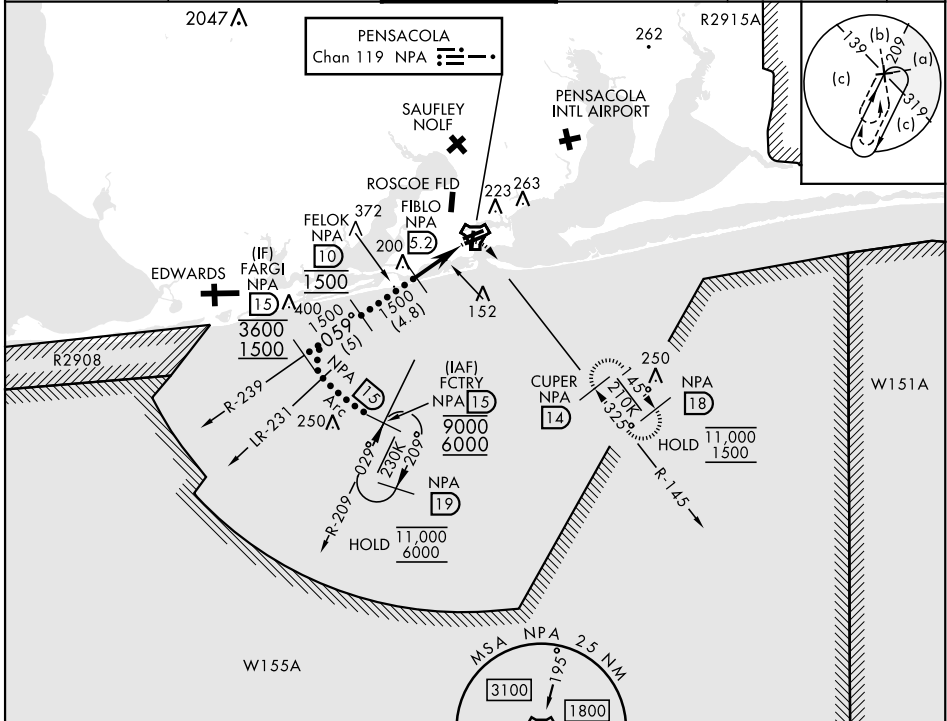 2047
PENSACOLA
Chan 119 NPA
R2915A
262
139
(b)
209
(a)
(c)
319
(c)
SAUFLEY
NOLF
PENSACOLA
INTL AIRPORT
ROSCOE FLD
223
263
FELOK
NPA
10
1500
372
FIBLO
NPA
5.2
200
(IF)
FARGI
NPA
15
3600
1500
EDWARDS
400
1500
059°
(5)
1500
(4.8)
152
R2908
NPA
15
Arc
R-239
LR-231
250
(IAF)
FCTRY
NPA 15
9000
6000
029°
230K
209°
R-209
NPA
19
HOLD 11,000
6000
CUPER
NPA
14
145°
210K
325°
250
NPA
18
HOLD 11,000
1500
R-145
W151A
W155A
MSA NPA 25 NM
195°
3100
1800